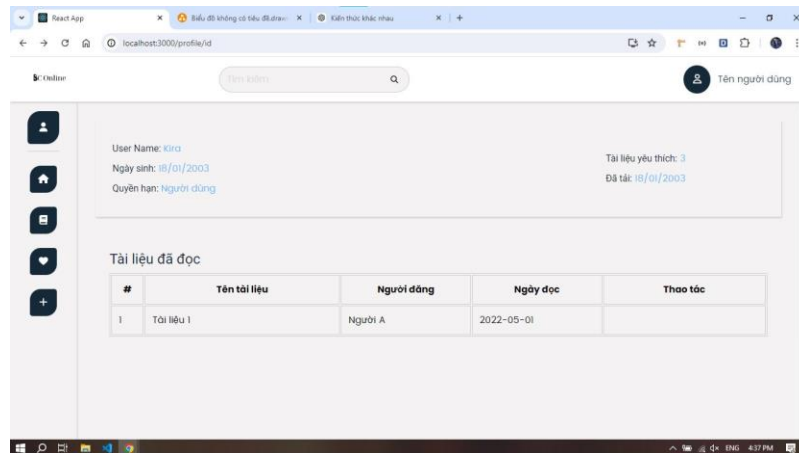 React App
Biểu đồ không có tiêu đề.draw
Kiến thức khác nhau
localhost:3000/profile/id
BC Online
Tìm kiếm
Tên người dùng
User Name: Kira
Ngày sinh: 18/01/2003
Quyền hạn: Người dùng
Tài liệu yêu thích: 3
Đã tải: 18/01/2003
Tài liệu đã đọc
# Tên tài liệu Người đăng Ngày đọc Thao tác
1 Tài liệu 1 Người A 2022-05-01
ENG 4:37 PM